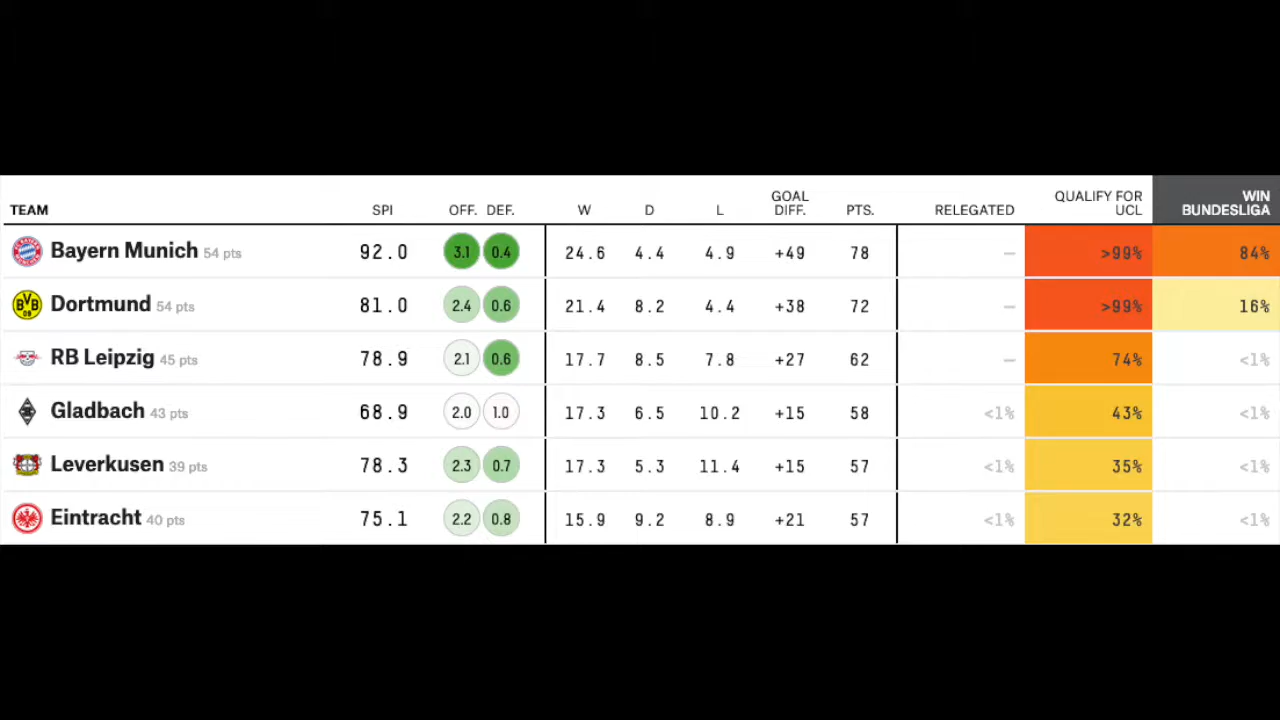 TEAM SPI OFF. DEF. W D L GOAL DIFF. PTS. RELEGATED QUALIFY FOR UCL WIN BUNDESLIGA
Bayern Munich 54 pts 92.0 3.1 0.4 24.6 4.4 4.9 +49 78 — >99% 84%
Dortmund 54 pts 81.0 2.4 0.6 21.4 8.2 4.4 +38 72 — >99% 16%
RB Leipzig 45 pts 78.9 2.1 0.6 17.7 8.5 7.8 +27 62 — 74% <1%
Gladbach 43 pts 68.9 2.0 1.0 17.3 6.5 10.2 +15 58 <1% 43% <1%
Leverkusen 39 pts 78.3 2.3 0.7 17.3 5.3 11.4 +15 57 <1% 35% <1%
Eintracht 40 pts 75.1 2.2 0.8 15.9 9.2 8.9 +21 57 <1% 32% <1%